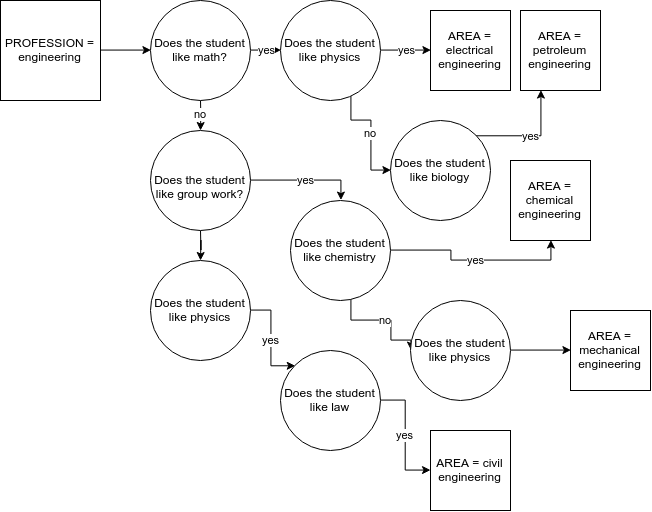 PROFESSION =
engineering
Does the student
like math?
yes
Does the student
like physics
yes
AREA =
electrical
engineering
AREA =
petroleum
engineering
no
no
yes
Does the student
like biology
Does the student
like group work?
yes
AREA =
chemical
engineering
Does the student
like chemistry
yes
Does the student
like physics
no
yes
Does the student
like physics
AREA =
mechanical
engineering
Does the student
like law
yes
AREA = civil
engineering